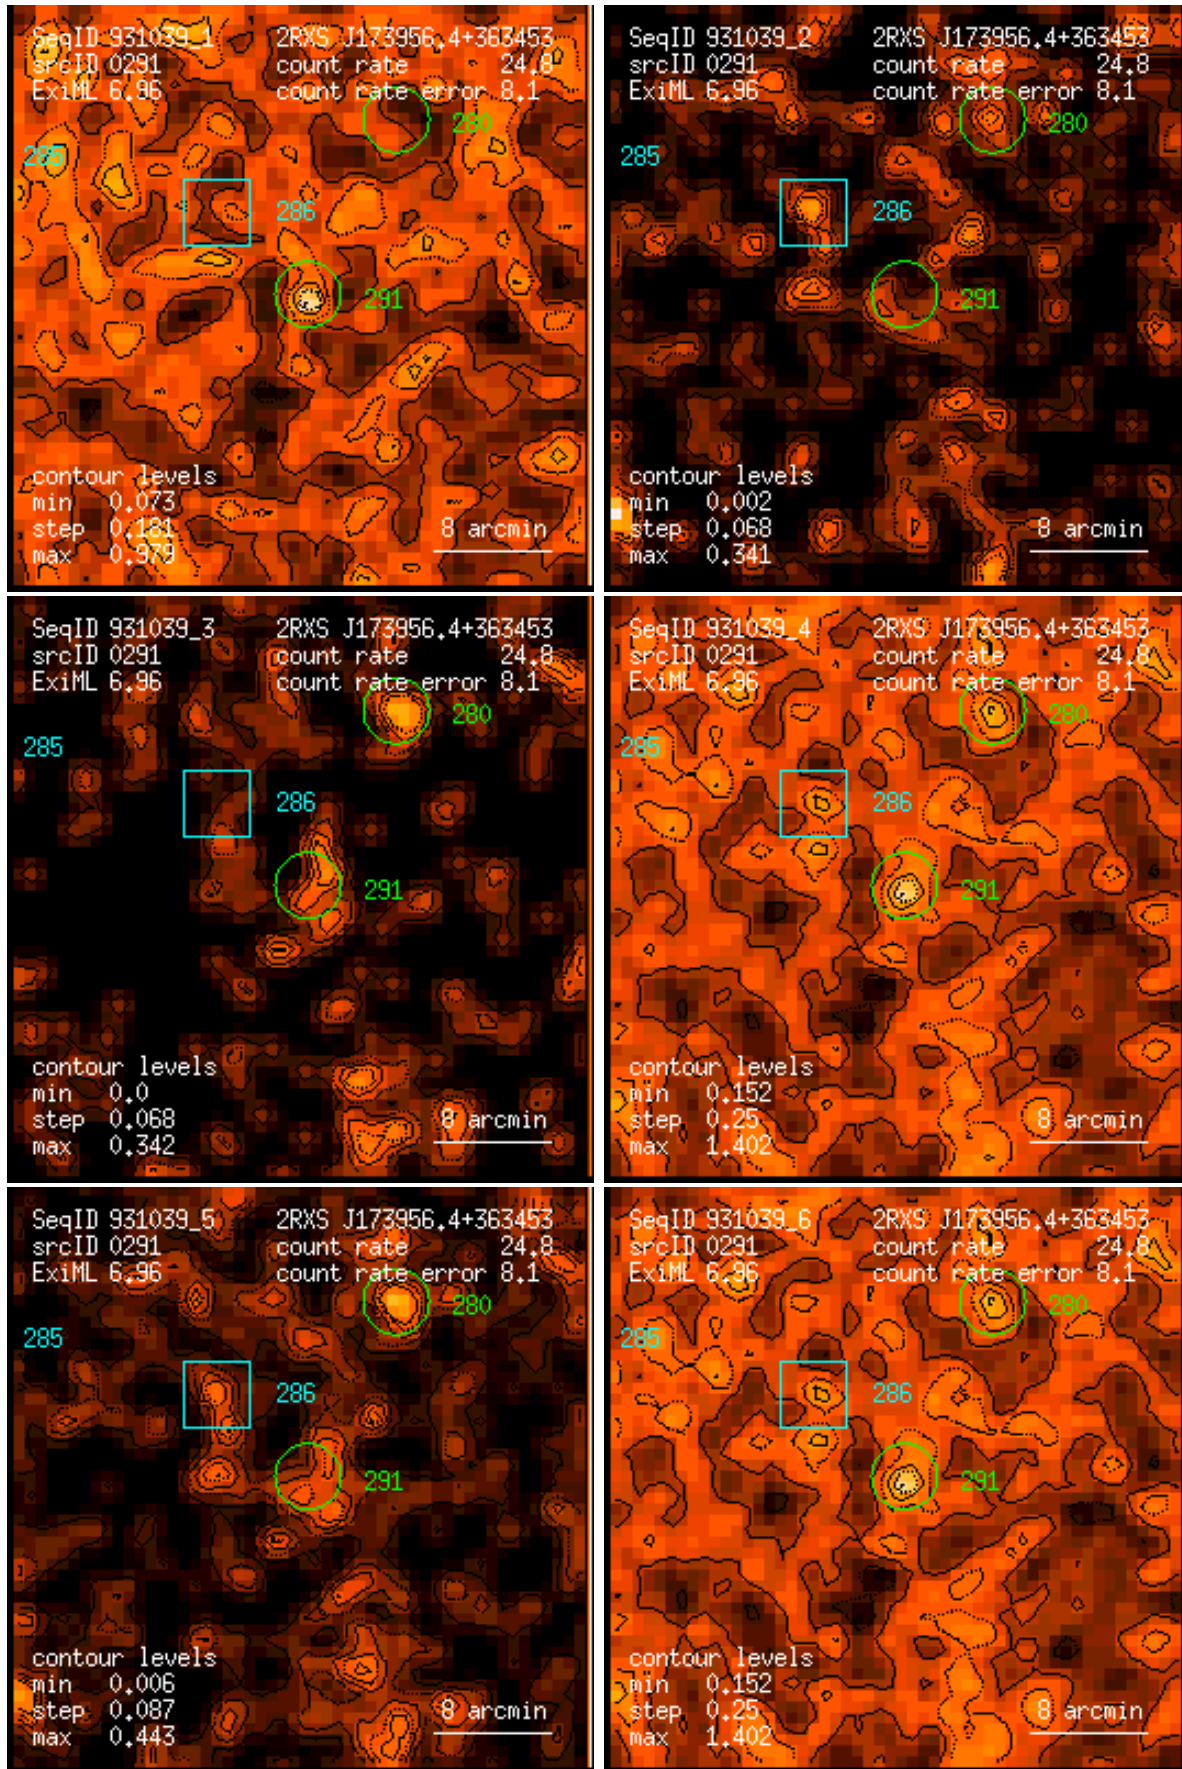 SeqID 931039_1 2RXS J173956.4+363453
srcID 0291 count rate 24.8
ExiML 6.96 count rate error 8.1
280
285
286
291
contour levels
min 0.073
step 0.181
max 0.979
8 arcmin
SeqID 931039_2 2RXS J173956.4+363453
srcID 0291 count rate 24.8
ExiML 6.96 count rate error 8.1
280
285
286
291
contour levels
min 0.002
step 0.068
max 0.341
8 arcmin
SeqID 931039_3 2RXS J173956.4+363453
srcID 0291 count rate 24.8
ExiML 6.96 count rate error 8.1
280
285
286
291
contour levels
min 0.0
step 0.068
max 0.342
8 arcmin
SeqID 931039_4 2RXS J173956.4+363453
srcID 0291 count rate 24.8
ExiML 6.96 count rate error 8.1
280
285
286
291
contour levels
min 0.152
step 0.25
max 1.402
8 arcmin
SeqID 931039_5 2RXS J173956.4+363453
srcID 0291 count rate 24.8
ExiML 6.96 count rate error 8.1
280
285
286
291
contour levels
min 0.006
step 0.087
max 0.443
8 arcmin
SeqID 931039_6 2RXS J173956.4+363453
srcID 0291 count rate 24.8
ExiML 6.96 count rate error 8.1
280
285
286
291
contour levels
min 0.152
step 0.25
max 1.402
8 arcmin